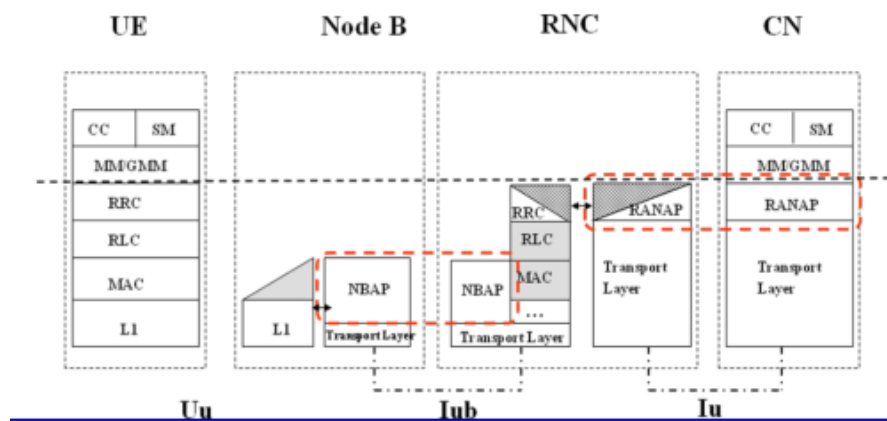 UE Node B RNC CN
CC SM
CC SM
MM/GMM
MM/GMM
RRC
RRC
RANAP
RANAP
RLC
RLC
MAC
NBAP
NBAP
MAC
Transport
Layer
Transport
Layer
L1
L1
...
Transport Layer
Transport Layer
Uu Iub Iu